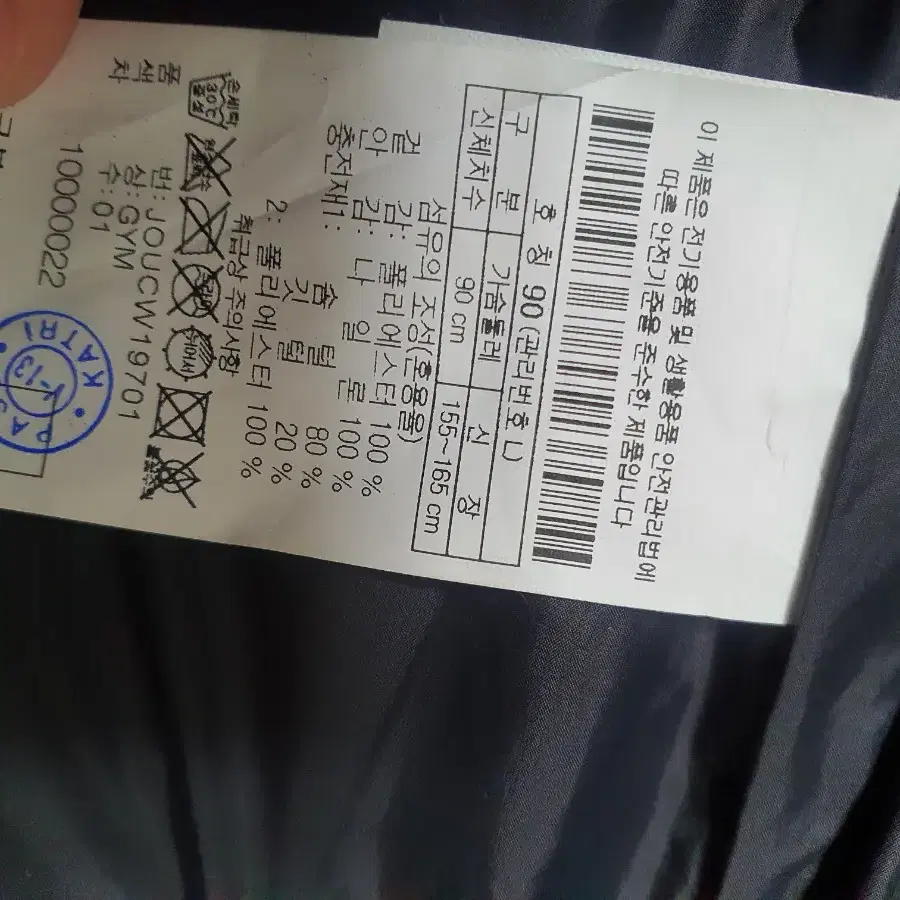 이 제품은 전기용품 및 생활용품 안전관리법에
따른 안전기준을 준수한 제품입니다
호 칭 90 (관리번호 L)
구 분 가슴둘레 신 장
신체치수 90 cm 155~165 cm
섬유의 조성(혼용율)
겉 감: 폴리에스터 100 %
안 감: 나 일 론 100 %
충전재1: 솜 털 80 %
깃 털 20 %
2: 폴리에스터 100 %
취급상 주의사항
손세탁
30℃
중성
품 번: JOUCW19701
색 상: GYM
차 수: 01
10000022
KATRI